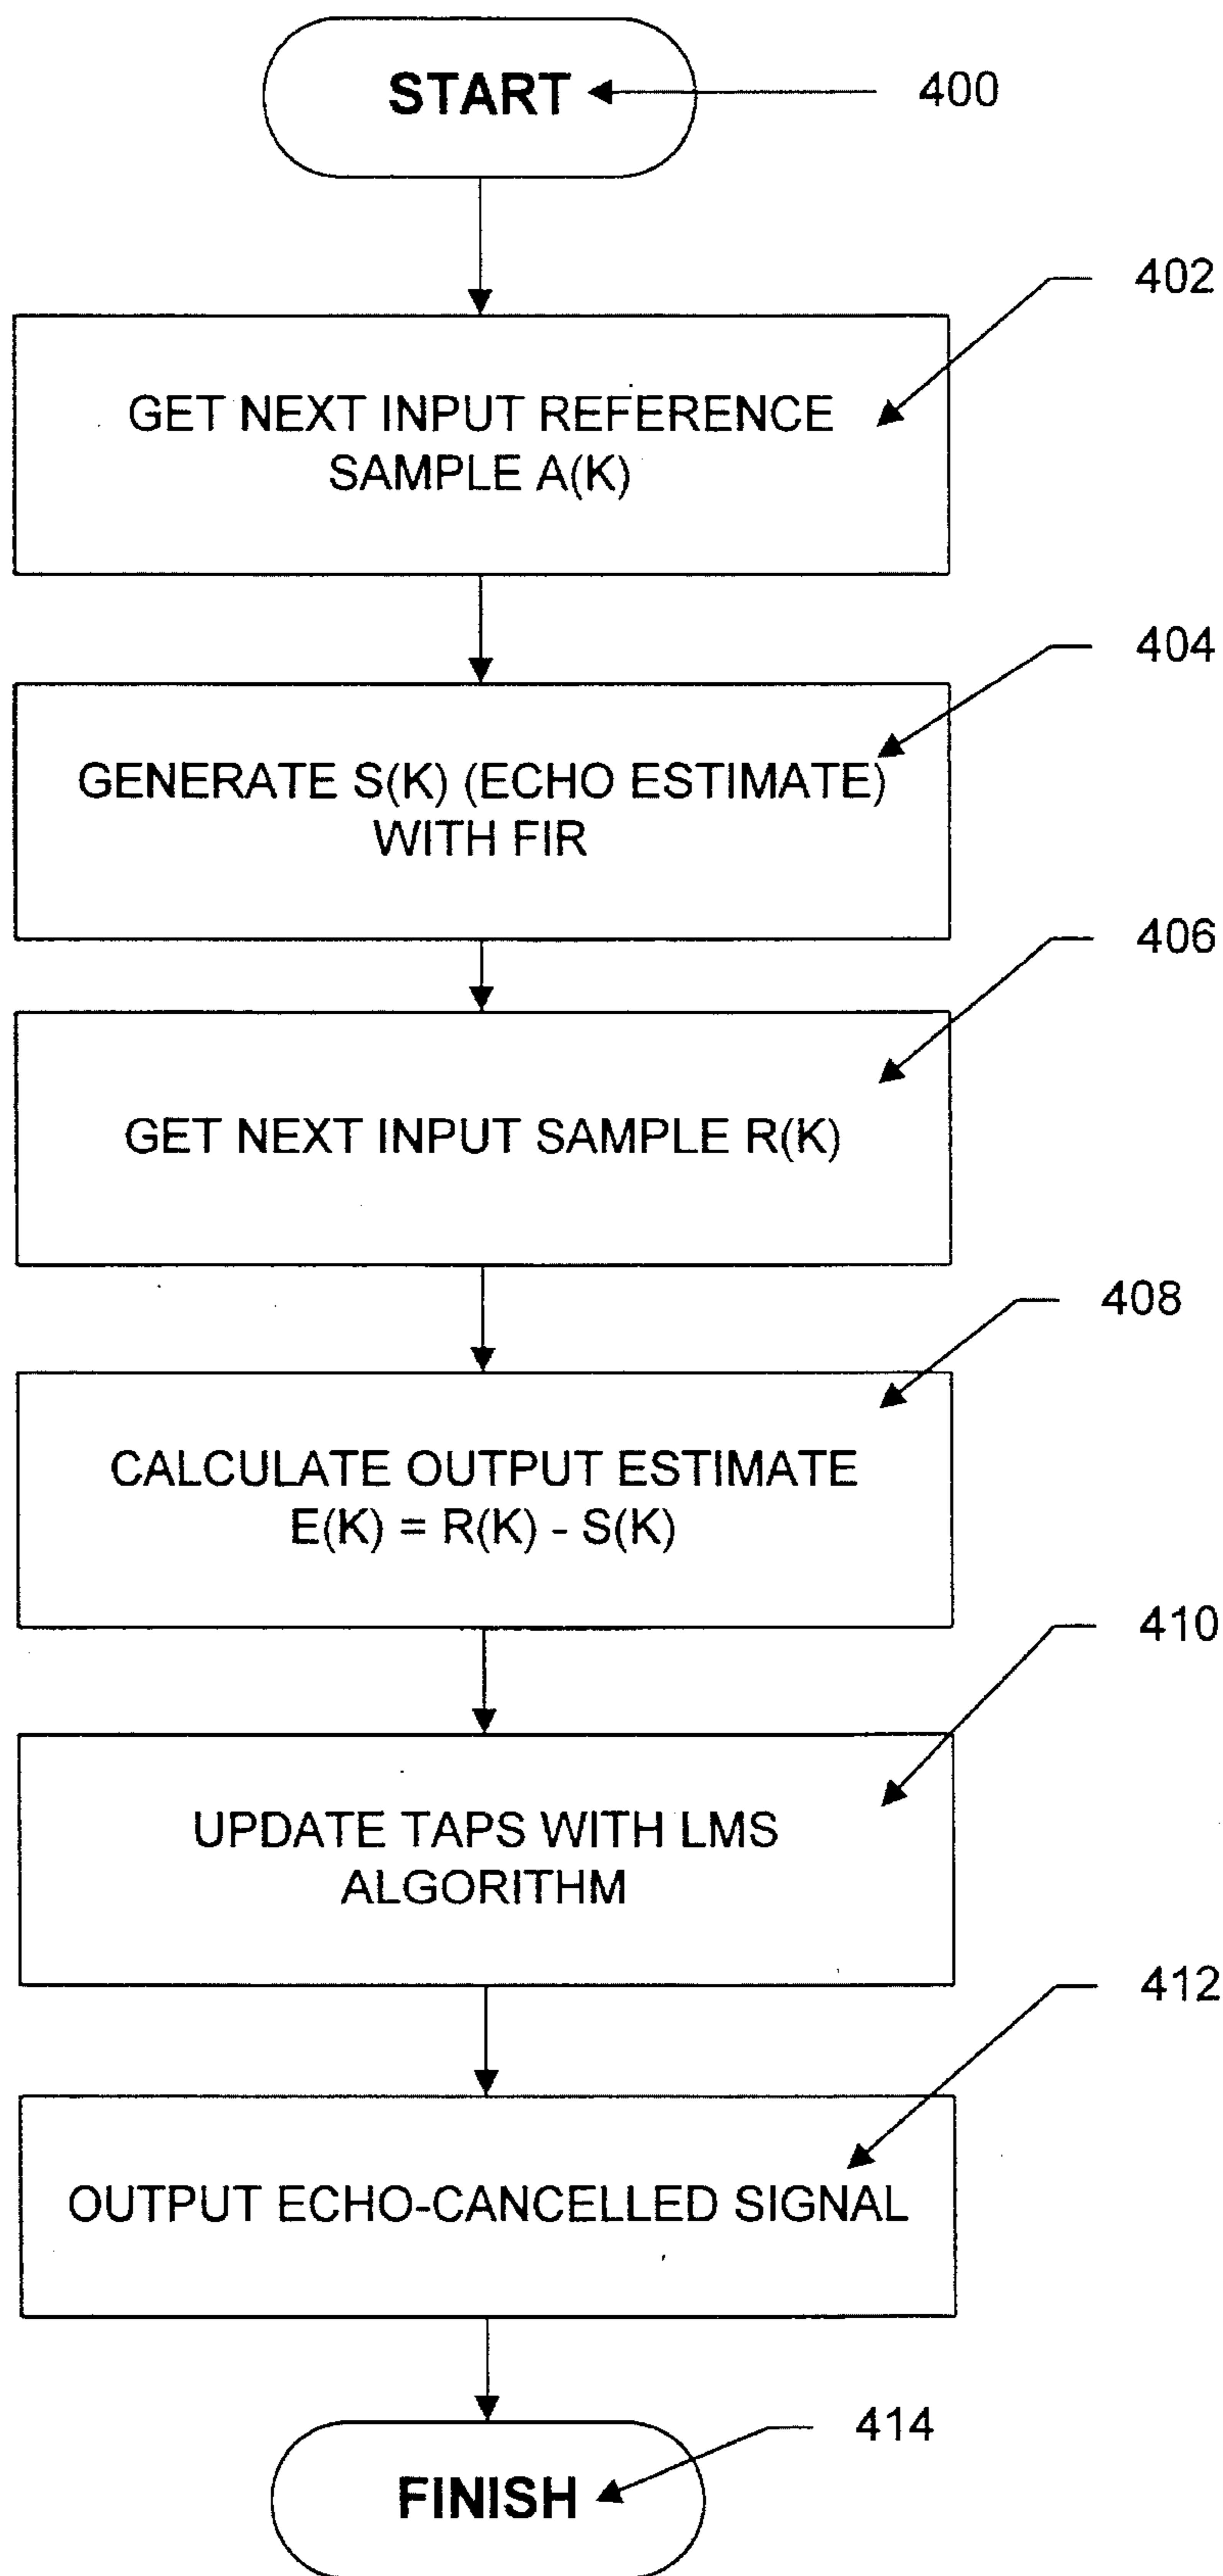 START
400
402
GET NEXT INPUT REFERENCE
SAMPLE A(K)
404
GENERATE S(K) (ECHO ESTIMATE)
WITH FIR
406
GET NEXT INPUT SAMPLE R(K)
408
CALCULATE OUTPUT ESTIMATE
E(K) = R(K) - S(K)
410
UPDATE TAPS WITH LMS
ALGORITHM
412
OUTPUT ECHO-CANCELLED SIGNAL
414
FINISH